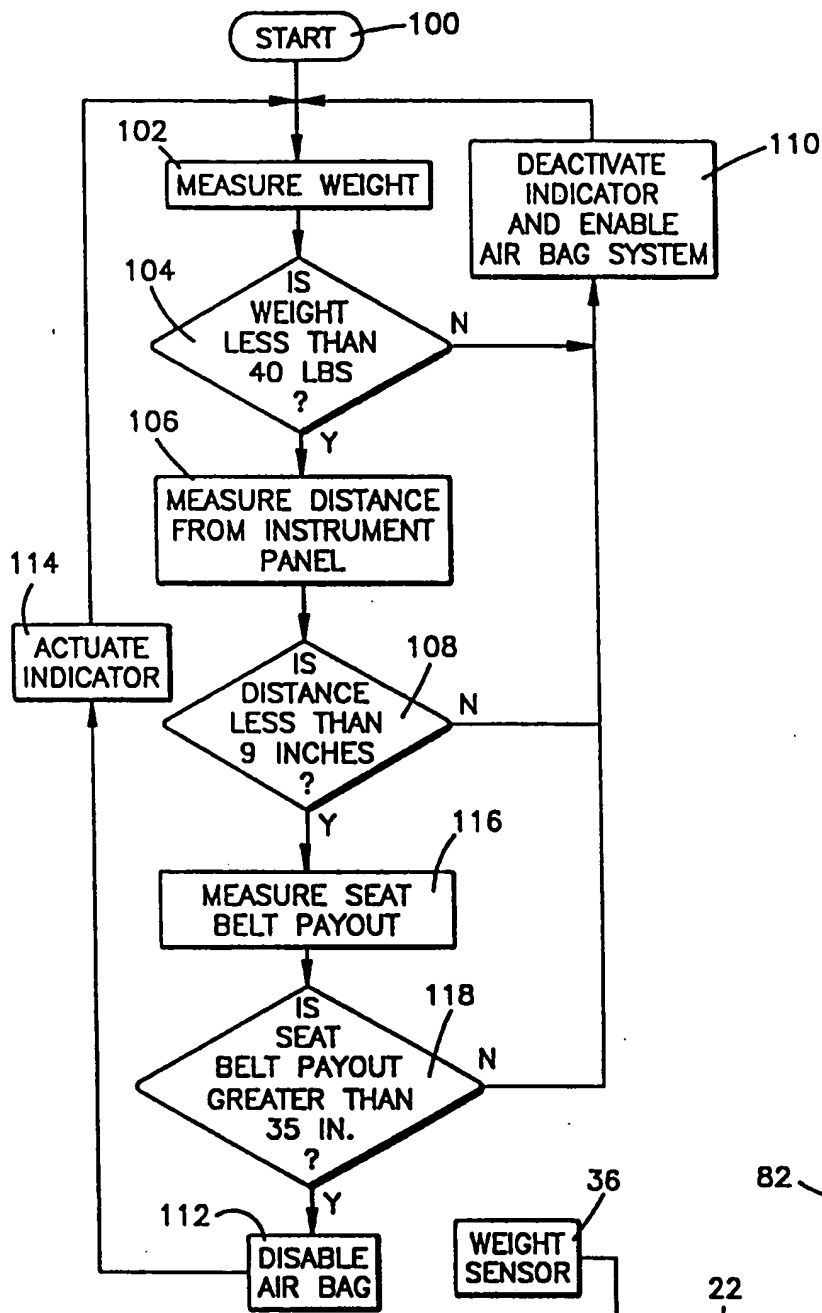 START
100
102
MEASURE WEIGHT
DEACTIVATE
INDICATOR
AND ENABLE
AIR BAG SYSTEM
110
104
IS
WEIGHT
LESS THAN
40 LBS
?
N
Y
106
MEASURE DISTANCE
FROM INSTRUMENT
PANEL
114
ACTUATE
INDICATOR
IS
DISTANCE
LESS THAN
9 INCHES
?
108
N
Y
116
MEASURE SEAT
BELT PAYOUT
IS
SEAT
BELT PAYOUT
GREATER THAN
35 IN.
?
118
N
Y
112
DISABLE
AIR BAG
36
WEIGHT
SENSOR
82
22